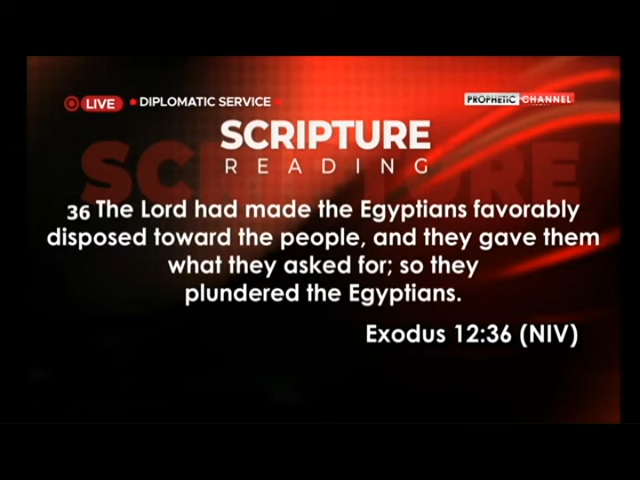 LIVE • DIPLOMATIC SERVICE
PROPHETIC CHANNEL
SCRIPTURE
SCRIPTURE
READING
36 The Lord had made the Egyptians favorably
disposed toward the people, and they gave them
what they asked for; so they
plundered the Egyptians.
Exodus 12:36 (NIV)